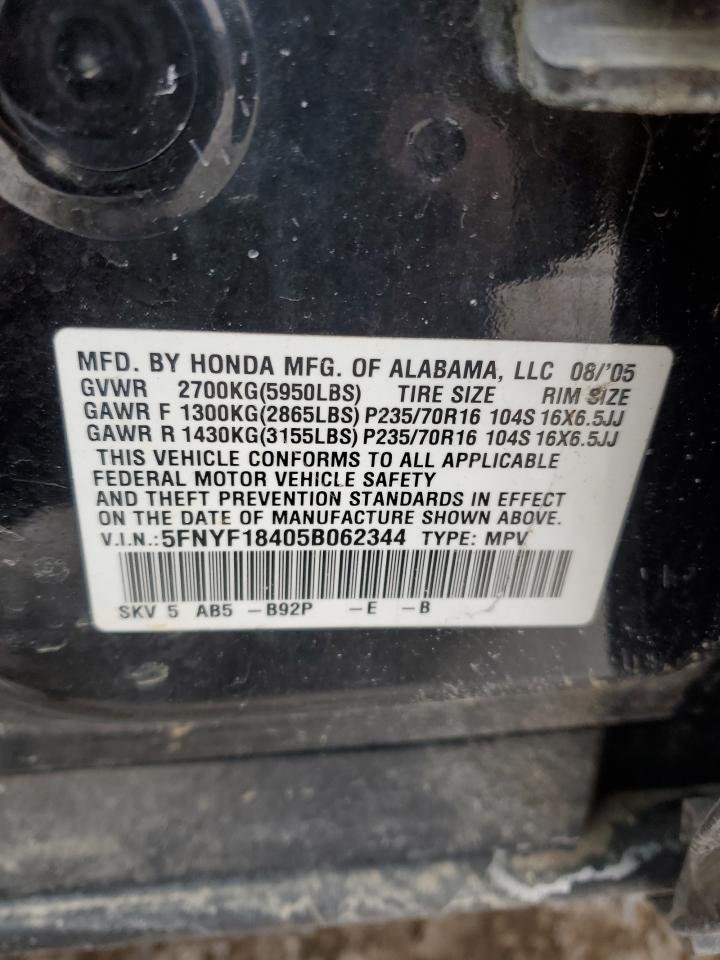 MFD. BY HONDA MFG. OF ALABAMA, LLC 08/'05
GVWR 2700KG(5950LBS) TIRE SIZE RIM SIZE
GAWR F 1300KG(2865LBS) P235/70R16 104S 16X6.5JJ
GAWR R 1430KG(3155LBS) P235/70R16 104S 16X6.5JJ
THIS VEHICLE CONFORMS TO ALL APPLICABLE
FEDERAL MOTOR VEHICLE SAFETY
AND THEFT PREVENTION STANDARDS IN EFFECT
ON THE DATE OF MANUFACTURE SHOWN ABOVE.
V.I.N.:5FNYF18405B062344 TYPE: MPV
SKV 5 AB5 -B92P -E -B